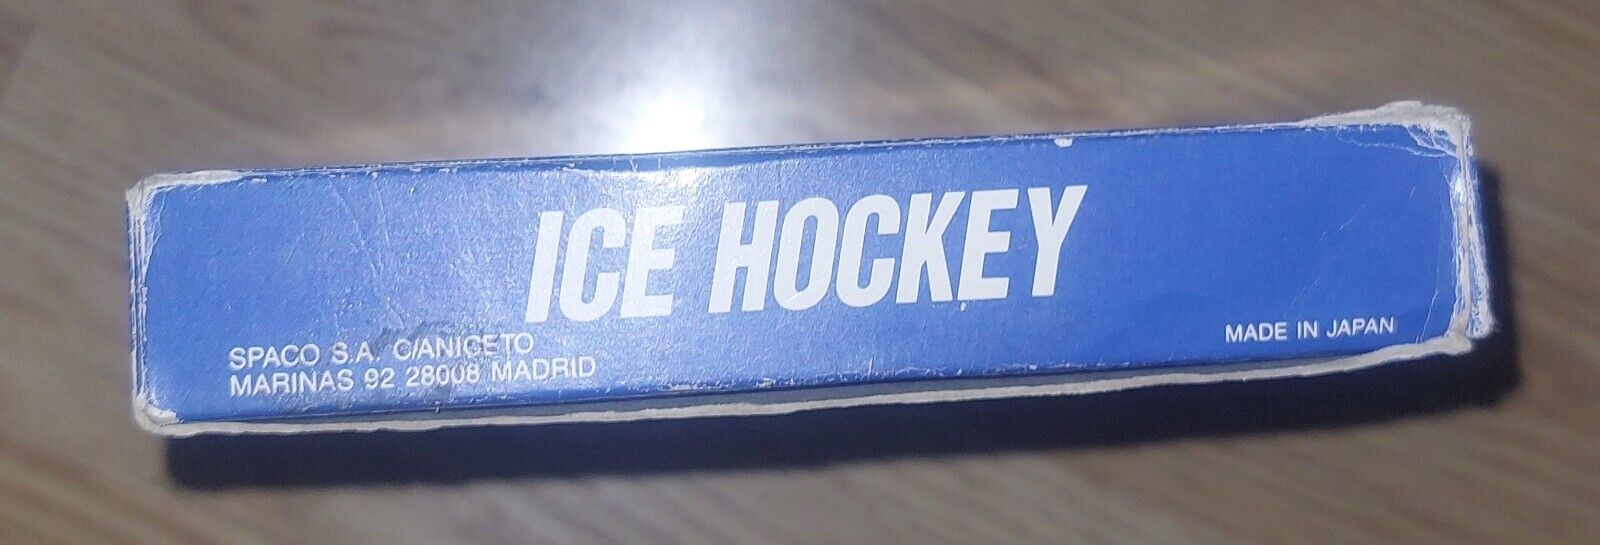 ICE HOCKEY
SPACO S.A. C/ANICETO
MARINAS 92 28008 MADRID
MADE IN JAPAN